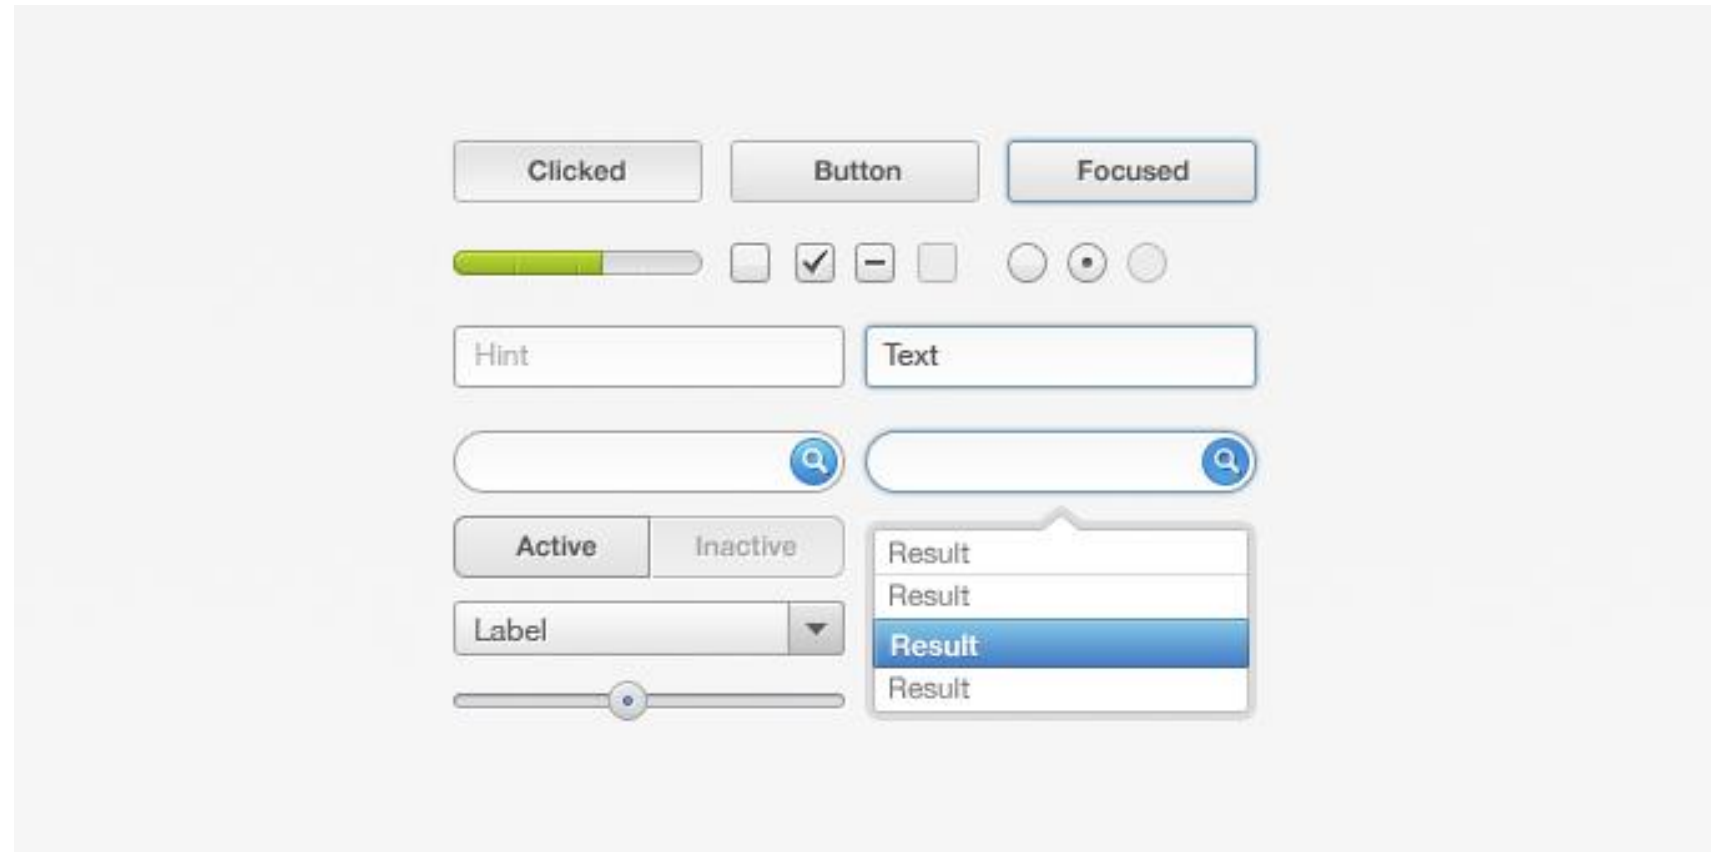 Clicked
Button
Focused
Hint
Text
Active
Inactive
Label
Result
Result
Result
Result